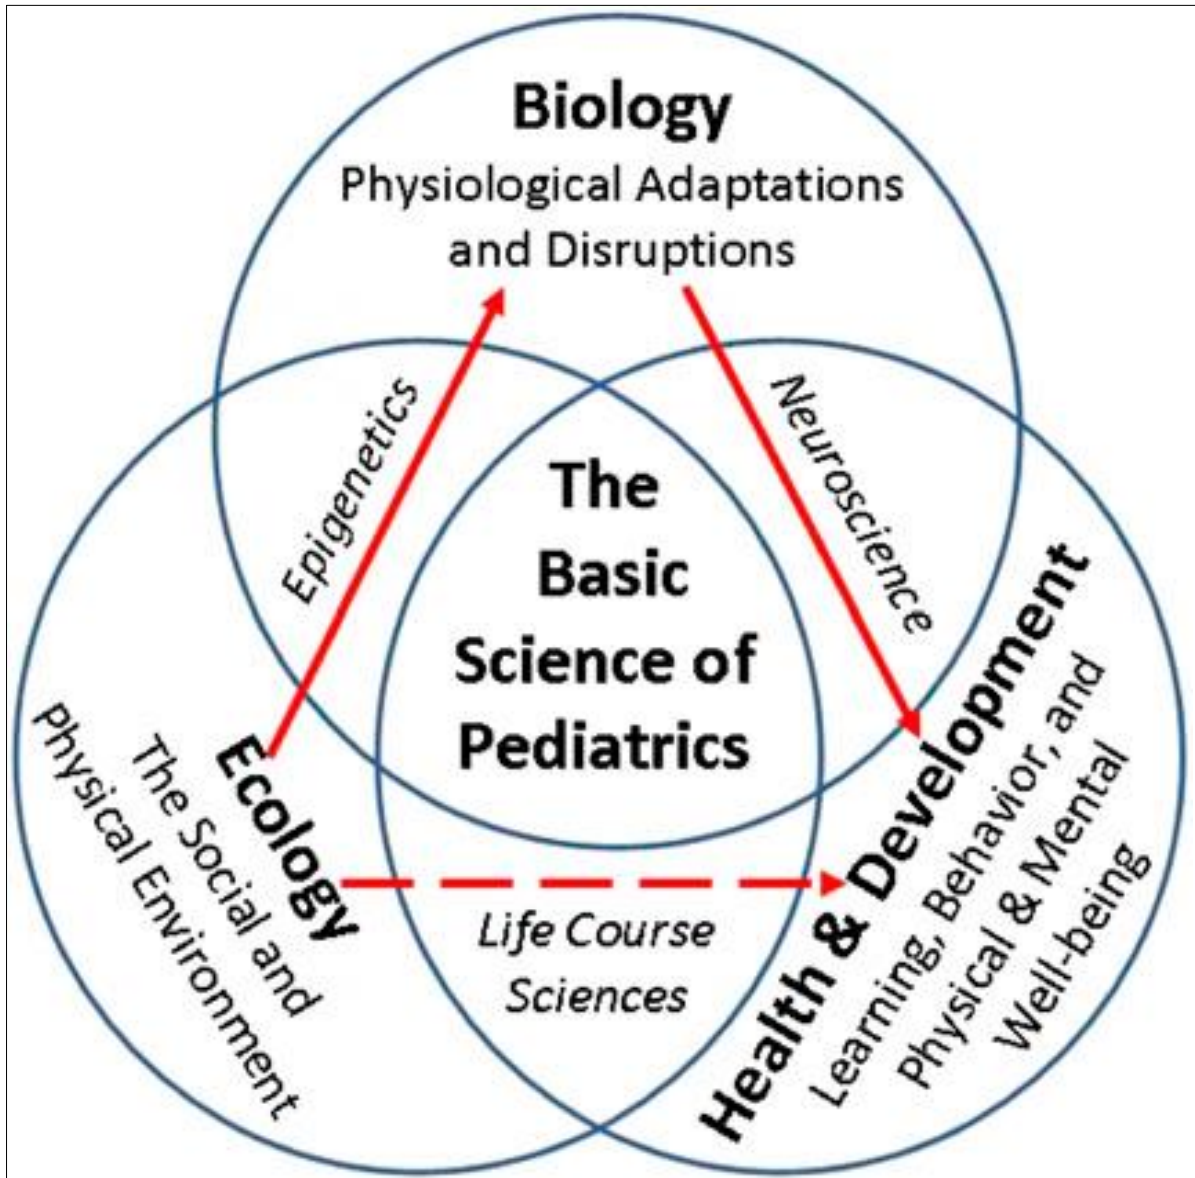 Biology
Physiological Adaptations
and Disruptions
Epigenetics
Neuroscience
The
Basic
Science of
Pediatrics
Ecology
The Social and
Physical Environment
Life Course
Sciences
Health & Development
Learning, Behavior, and
Physical & Mental
Well-being